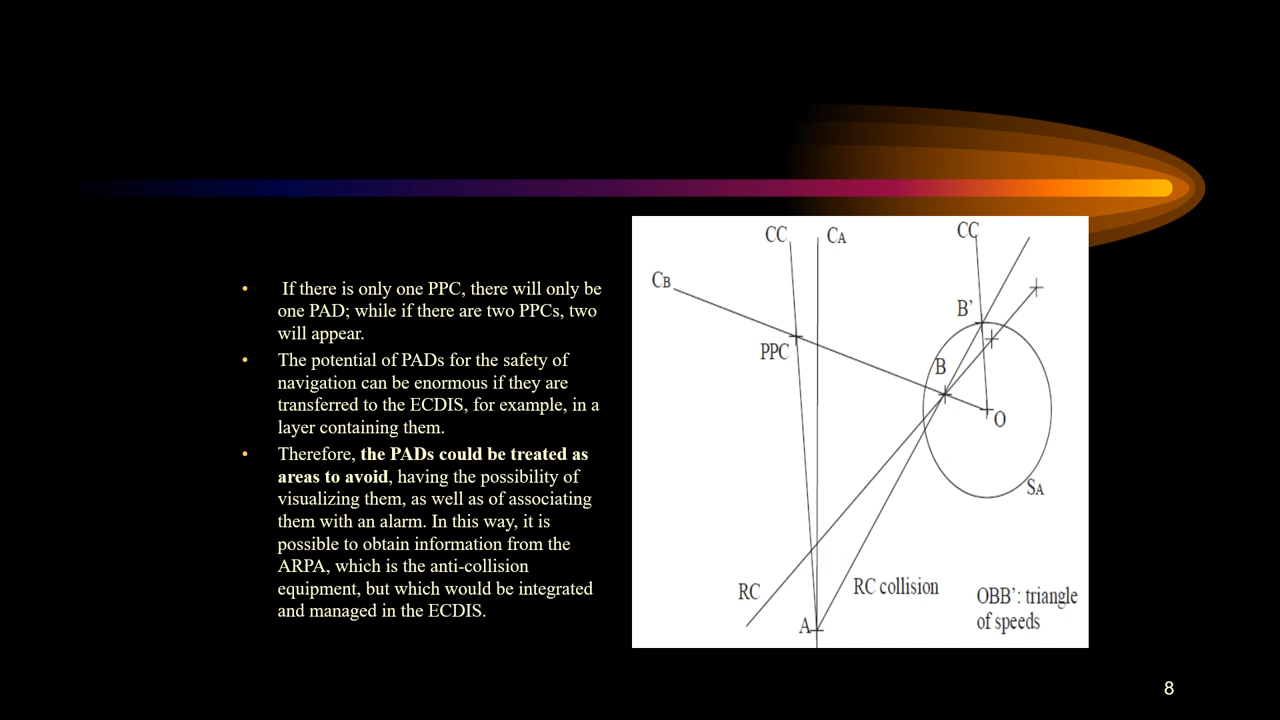 • If there is only one PPC, there will only be
one PAD; while if there are two PPCs, two
will appear.
• The potential of PADs for the safety of
navigation can be enormous if they are
transferred to the ECDIS, for example, in a
layer containing them.
• Therefore, the PADs could be treated as
areas to avoid, having the possibility of
visualizing them, as well as of associating
them with an alarm. In this way, it is
possible to obtain information from the
ARPA, which is the anti-collision
equipment, but which would be integrated
and managed in the ECDIS.
CC
CA
CC
CB
B'
PPC
B
O
SA
RC
RC collision
A
OBB': triangle
of speeds
8